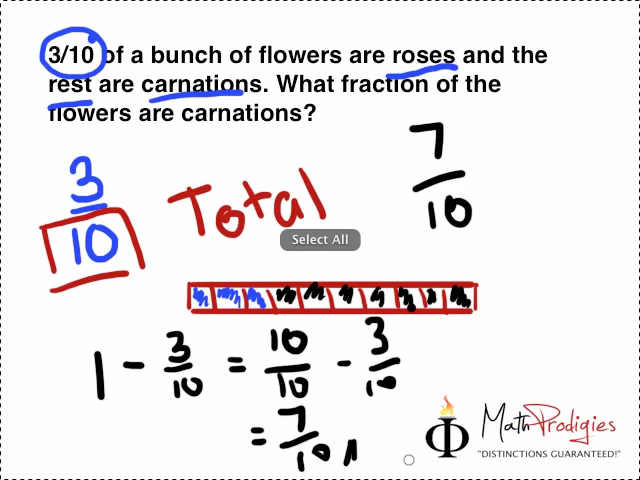 3/10 of a bunch of flowers are roses and the
rest are carnations. What fraction of the
flowers are carnations?
3/10
Total
7/10
Select All
1 - 3/10 = 10/10 - 3/10
= 7/10
Math Prodigies
"DISTINCTIONS GUARANTEED!"